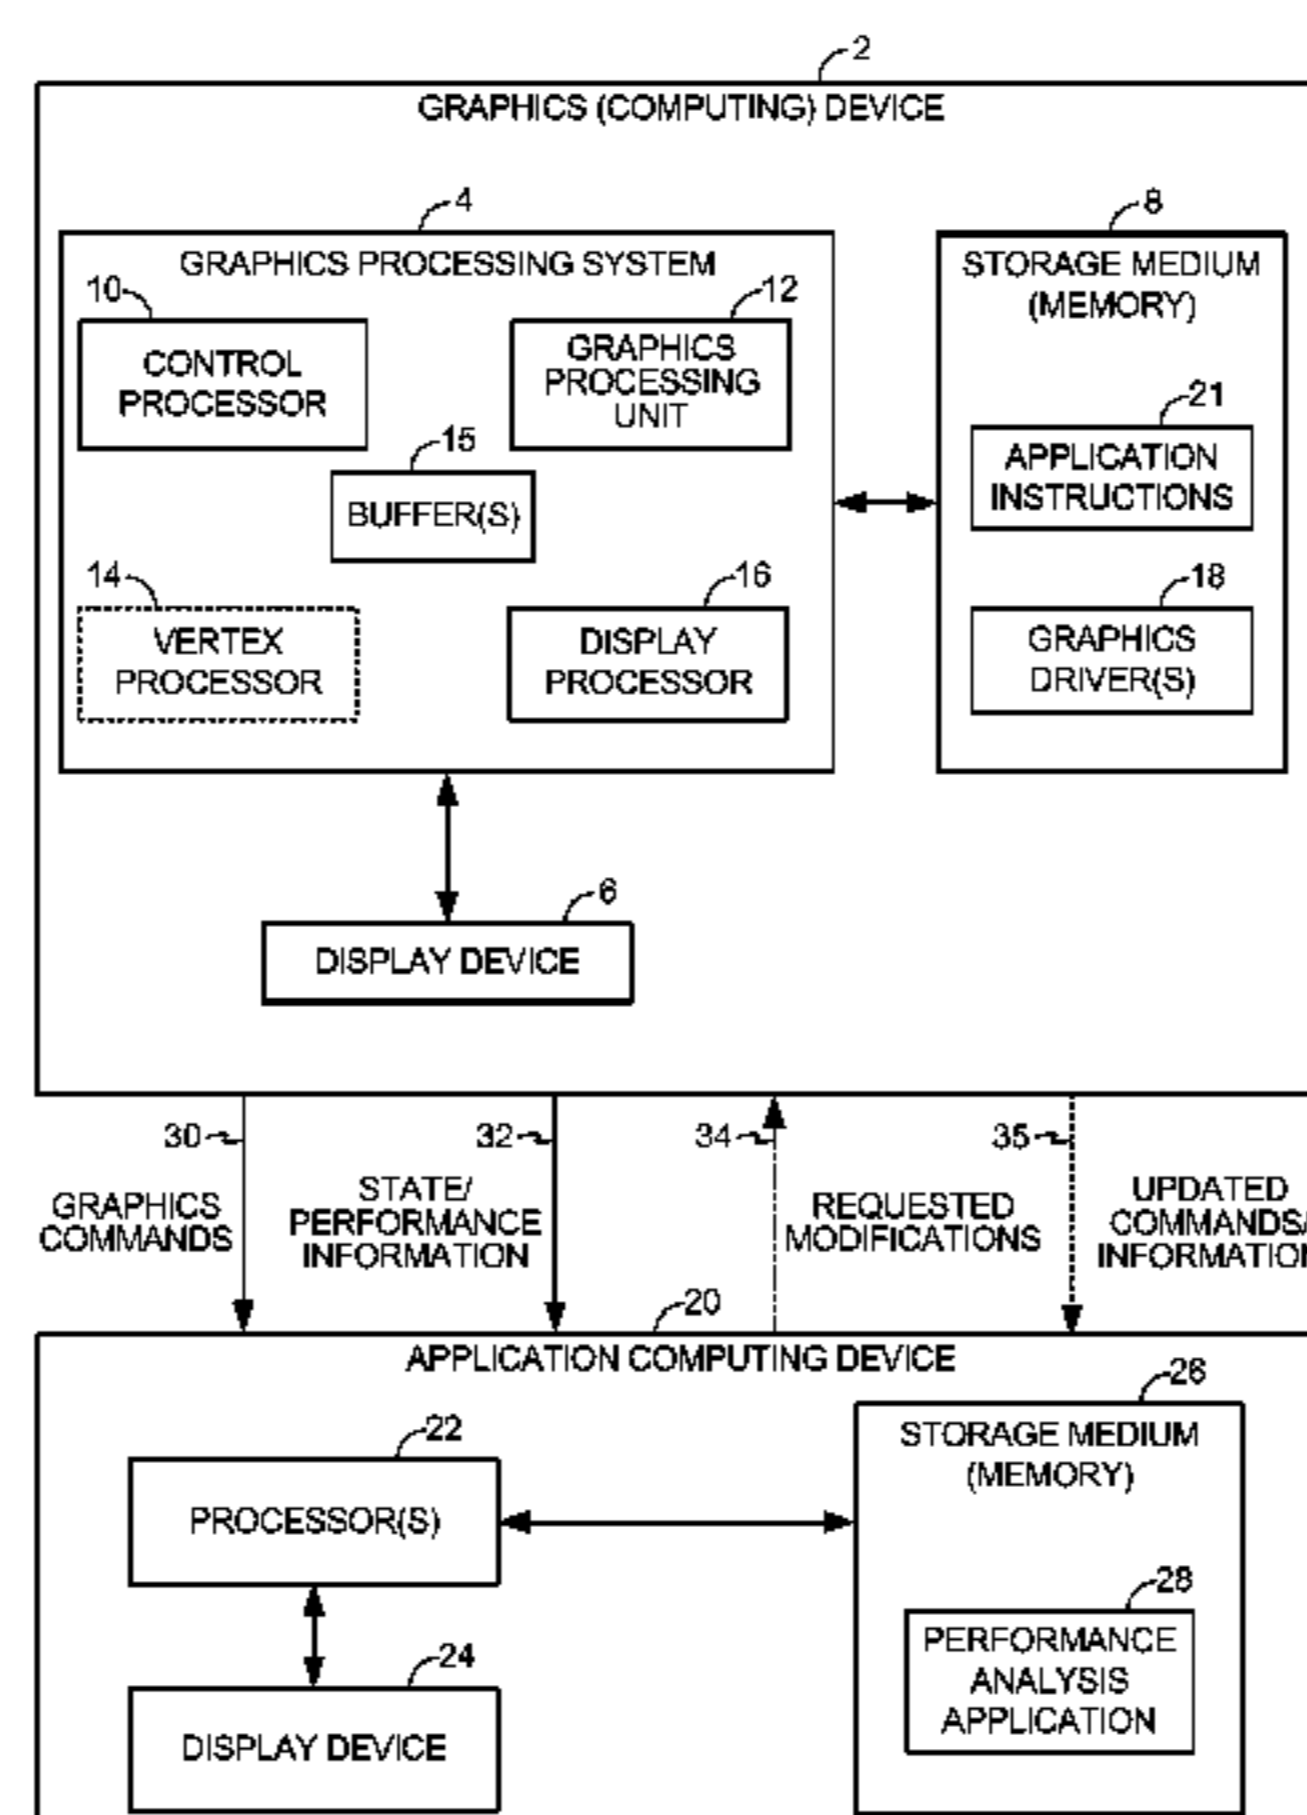 2
GRAPHICS (COMPUTING) DEVICE
4
GRAPHICS PROCESSING SYSTEM
10
CONTROL
PROCESSOR
12
GRAPHICS
PROCESSING
UNIT
15
BUFFER(S)
14
VERTEX
PROCESSOR
16
DISPLAY
PROCESSOR
8
STORAGE MEDIUM
(MEMORY)
21
APPLICATION
INSTRUCTIONS
18
GRAPHICS
DRIVER(S)
6
DISPLAY DEVICE
30
GRAPHICS
COMMANDS
32
STATE/
PERFORMANCE
INFORMATION
34
REQUESTED
MODIFICATIONS
35
UPDATED
COMMANDS/
INFORMATION
20
APPLICATION COMPUTING DEVICE
22
PROCESSOR(S)
24
DISPLAY DEVICE
26
STORAGE MEDIUM
(MEMORY)
28
PERFORMANCE
ANALYSIS
APPLICATION